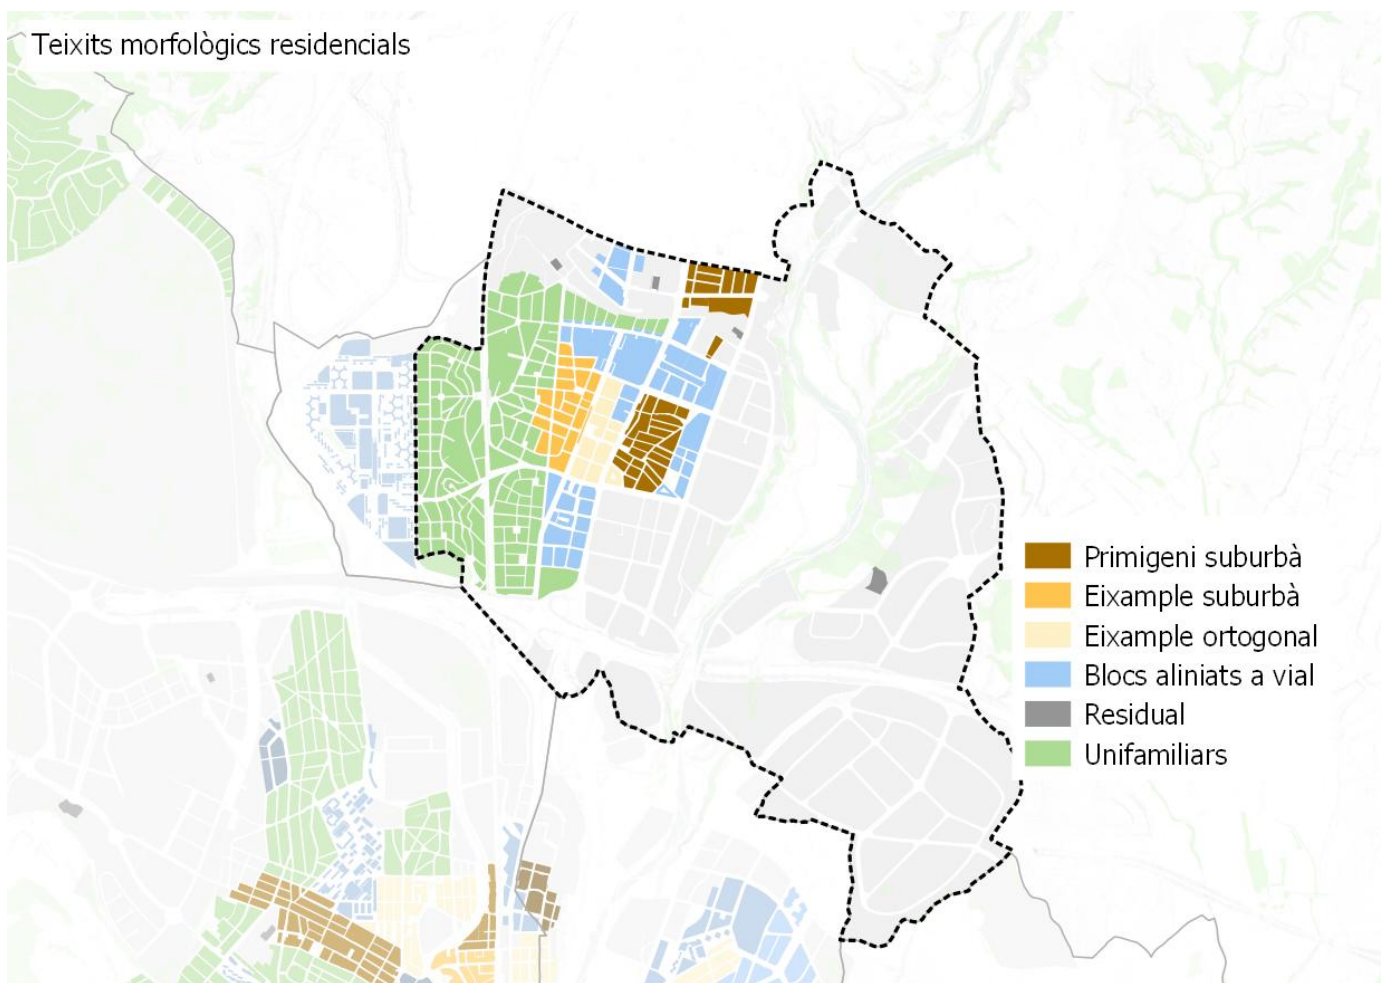 Teixits morfològics residencials
Primigeni suburbà
Eixample suburbà
Eixample ortogonal
Blocs aliniats a vial
Residual
Unifamiliars